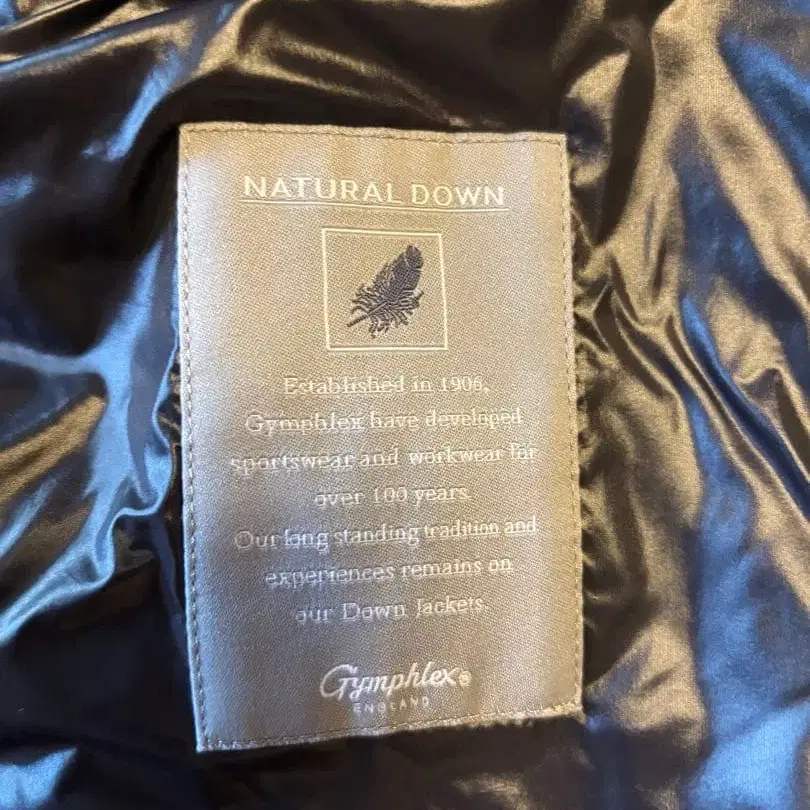 NATURAL DOWN
Established in 1906,
Gymphlex have developed
sportswear and workwear for
over 100 years.
Our long standing tradition and
experiences remains on
our Down Jackets.
Gymphlex®
ENGLAND